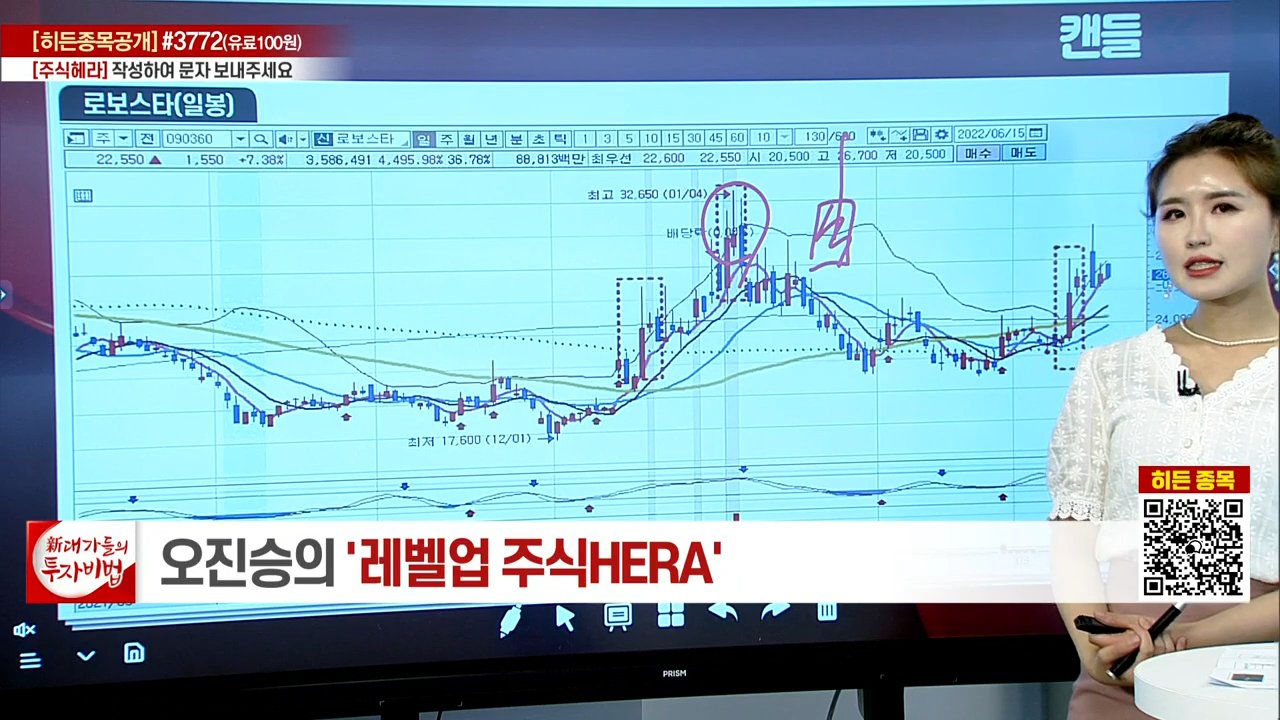 [히든종목공개] #3772(유료100원)
[주식헤라] 작성하여 문자 보내주세요
캔들
로보스타(일봉)
주 전 090360 신 로보스타 일 주 월 년 분 초 틱 1 3 5 10 15 30 45 60 10 130/600 2022/06/15
22,550 ▲ 1,550 +7.38% 3,586,491 4,495.98% 36.78% 88,813백만 최우선 22,600 22,550 시 20,500 고 26,700 저 20,500 매수 매도
최고 32,650 (01/04)
최저 17,600 (12/01)
히든 종목
新대가들의
투자비법
오진승의 '레벨업 주식HERA'
PRISM